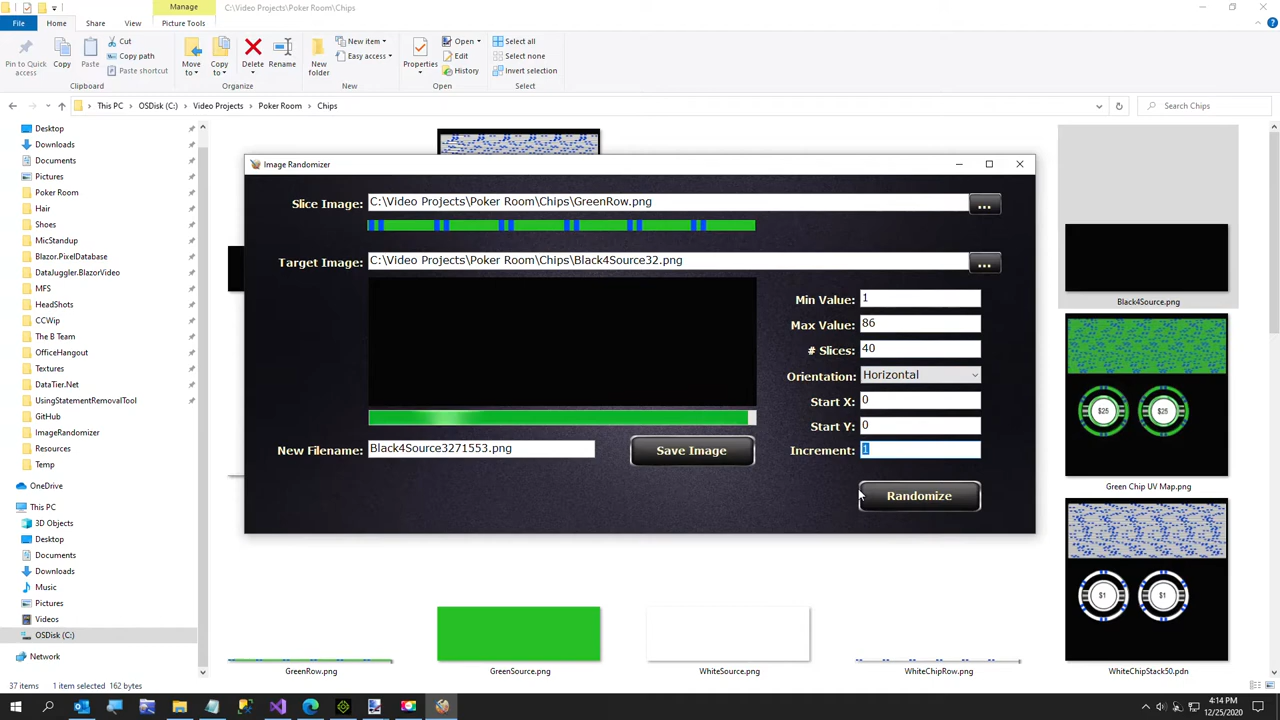 Manage
C:\Video Projects\Poker Room\Chips
File
Home
Share
View
Picture Tools
Pin to Quick access
Copy
Paste
Cut
Copy path
Paste shortcut
Clipboard
Move to
Copy to
Delete
Rename
Organize
New folder
New item
Easy access
New
Properties
Open
Edit
History
Open
Select all
Select none
Invert selection
Select
This PC
OSDisk (C:)
Video Projects
Poker Room
Chips
Search Chips
Desktop
Downloads
Documents
Pictures
Poker Room
Hair
Shoes
MicStandup
Blazor.PixelDatabase
DataJuggler.BlazorVideo
MFS
HeadShots
CCWip
The B Team
OfficeHangout
Textures
DataTier.Net
UsingStatementRemovalTool
GitHub
ImageRandomizer
Resources
Temp
OneDrive
This PC
3D Objects
Desktop
Documents
Downloads
Music
Pictures
Videos
OSDisk (C:)
Network
Image Randomizer
Slice Image:
C:\Video Projects\Poker Room\Chips\GreenRow.png
...
Target Image:
C:\Video Projects\Poker Room\Chips\Black4Source32.png
...
Min Value:
1
Max Value:
86
# Slices:
40
Orientation:
Horizontal
Start X:
0
Start Y:
0
Increment:
1
New Filename:
Black4Source3271553.png
Save Image
Randomize
Black4Source.png
$25
$25
Green Chip UV Map.png
$1
$1
GreenRow.png
GreenSource.png
WhiteSource.png
WhiteChipRow.png
WhiteChipStack50.pdn
37 items
1 item selected
162 bytes
4:14 PM
12/25/2020